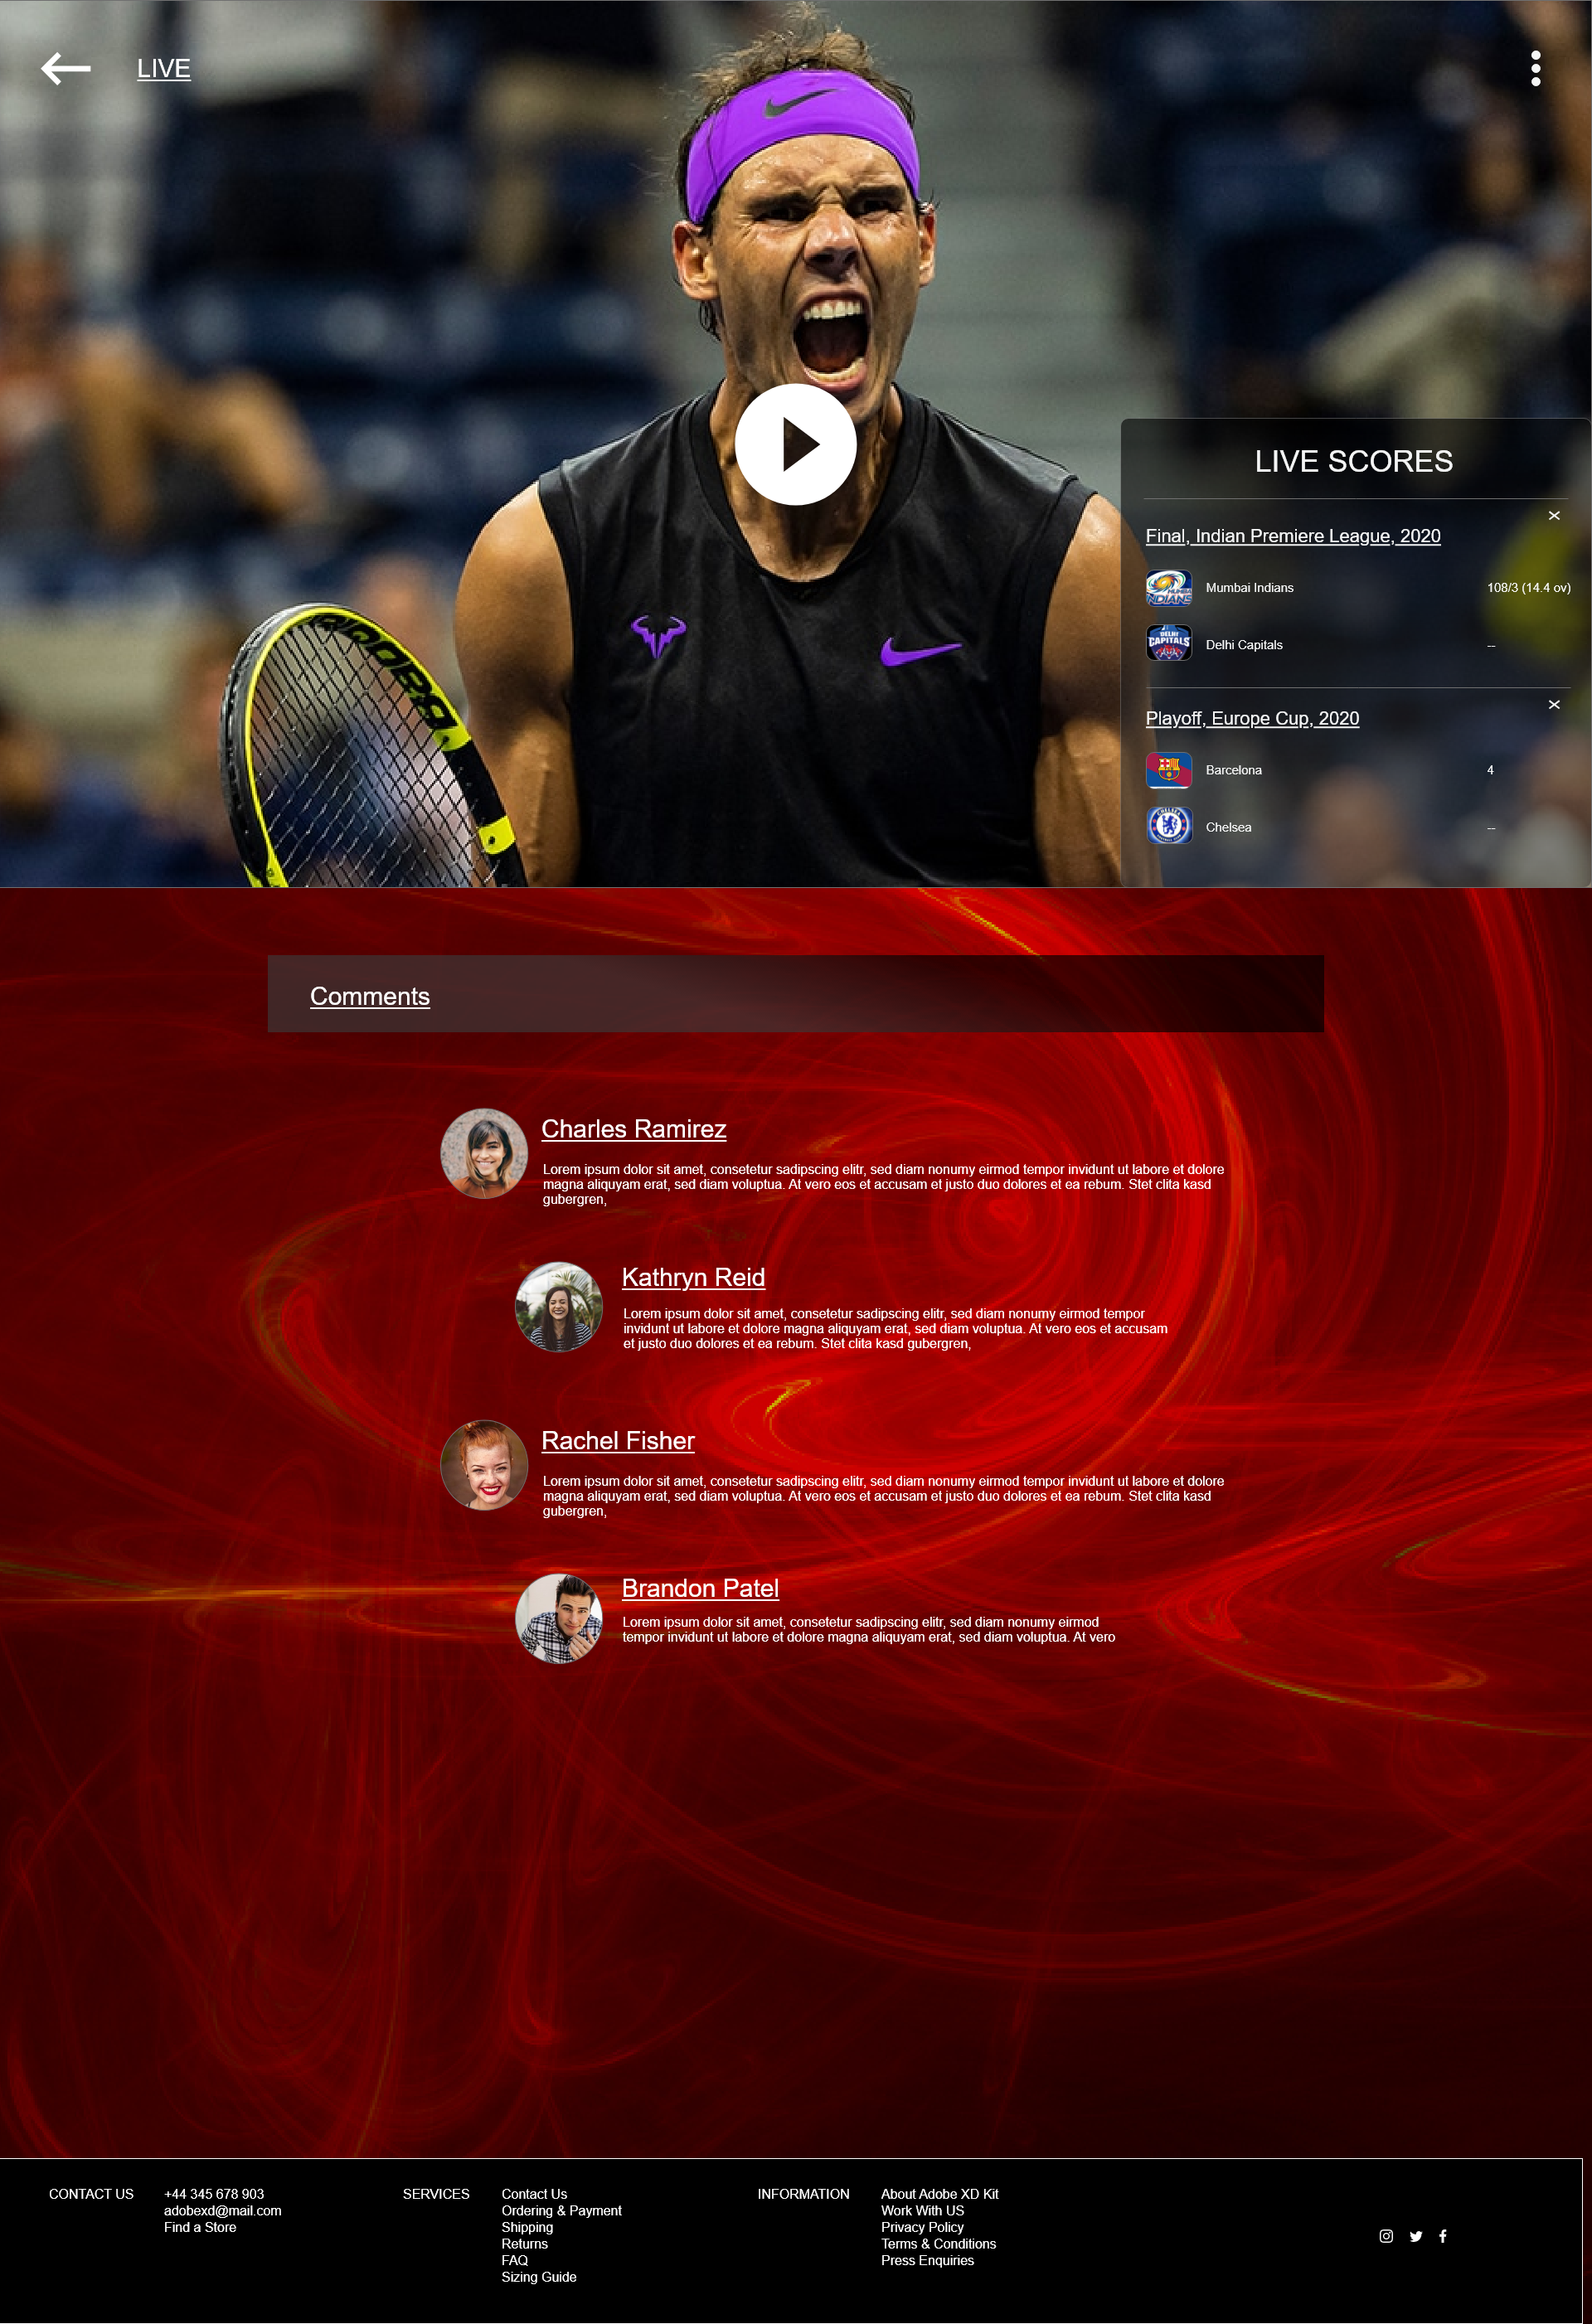 LIVE
LIVE SCORES
Final, Indian Premiere League, 2020
Mumbai Indians
108/3 (14.4 ov)
DELHI
CAPITALS
Delhi Capitals
--
Playoff, Europe Cup, 2020
Barcelona
4
Chelsea
--
Comments
Charles Ramirez
Lorem ipsum dolor sit amet, consetetur sadipscing elitr, sed diam nonumy eirmod tempor invidunt ut labore et dolore
magna aliquyam erat, sed diam voluptua. At vero eos et accusam et justo duo dolores et ea rebum. Stet clita kasd
gubergren,
Kathryn Reid
Lorem ipsum dolor sit amet, consetetur sadipscing elitr, sed diam nonumy eirmod tempor
invidunt ut labore et dolore magna aliquyam erat, sed diam voluptua. At vero eos et accusam
et justo duo dolores et ea rebum. Stet clita kasd gubergren,
Rachel Fisher
Lorem ipsum dolor sit amet, consetetur sadipscing elitr, sed diam nonumy eirmod tempor invidunt ut labore et dolore
magna aliquyam erat, sed diam voluptua. At vero eos et accusam et justo duo dolores et ea rebum. Stet clita kasd
gubergren,
Brandon Patel
Lorem ipsum dolor sit amet, consetetur sadipscing elitr, sed diam nonumy eirmod
tempor invidunt ut labore et dolore magna aliquyam erat, sed diam voluptua. At vero
CONTACT US
+44 345 678 903
adobexd@mail.com
Find a Store
SERVICES
Contact Us
Ordering & Payment
Shipping
Returns
FAQ
Sizing Guide
INFORMATION
About Adobe XD Kit
Work With US
Privacy Policy
Terms & Conditions
Press Enquiries